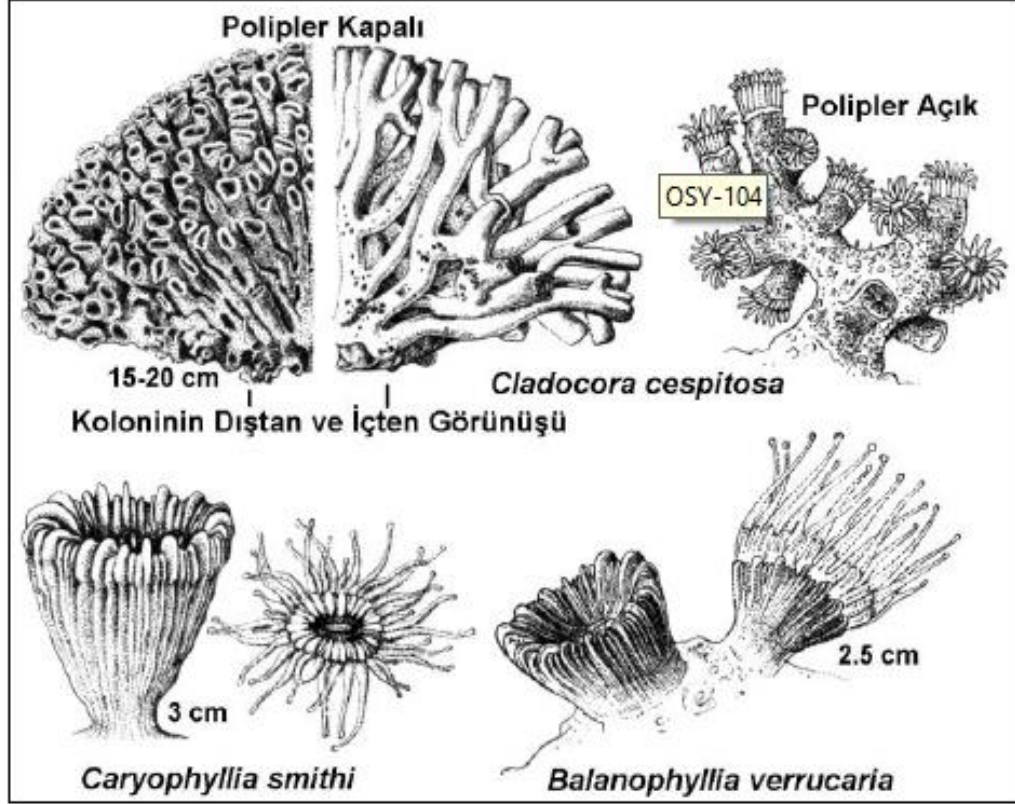 Polipler Kapalı
Polipler Açık
OSY-104
15-20 cm
Cladocora cespitosa
Koloninin Dıştan ve İçten Görünüşü
3 cm
2.5 cm
Caryophyllia smithi
Balanophyllia verrucaria